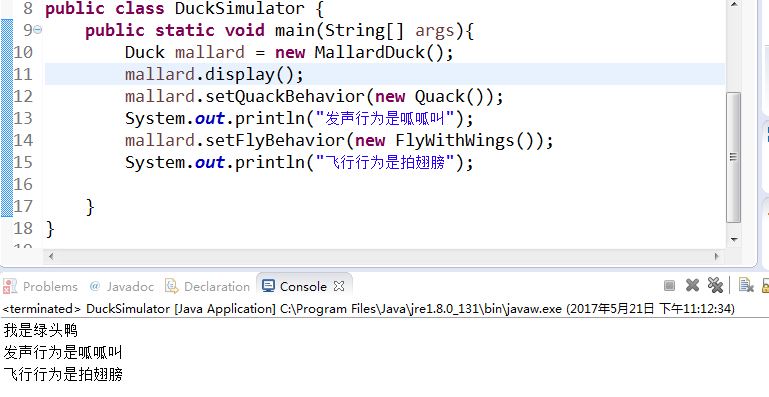 8 public class DuckSimulator {
9 public static void main(String[] args){
10 Duck mallard = new MallardDuck();
11 mallard.display();
12 mallard.setQuackBehavior(new Quack());
13 System.out.println("发声行为是呱呱叫");
14 mallard.setFlyBehavior(new FlyWithWings());
15 System.out.println("飞行行为是拍翅膀");
16
17 }
18 }
Problems @ Javadoc Declaration Console
<terminated> DuckSimulator [Java Application] C:\Program Files\Java\jre1.8.0_131\bin\javaw.exe (2017年5月21日 下午11:12:34)
我是绿头鸭
发声行为是呱呱叫
飞行行为是拍翅膀